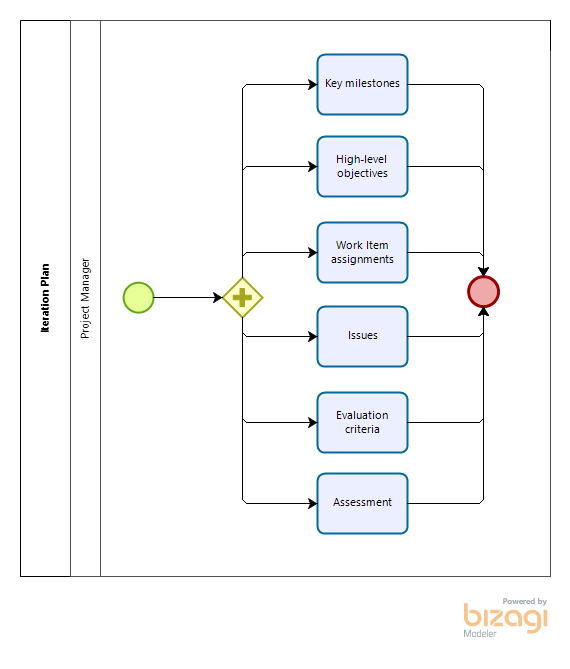 Iteration Plan
Project Manager
Key milestones
High-level
objectives
Work Item
assignments
Issues
Evaluation
criteria
Assessment
Powered by
bizagi
Modeler